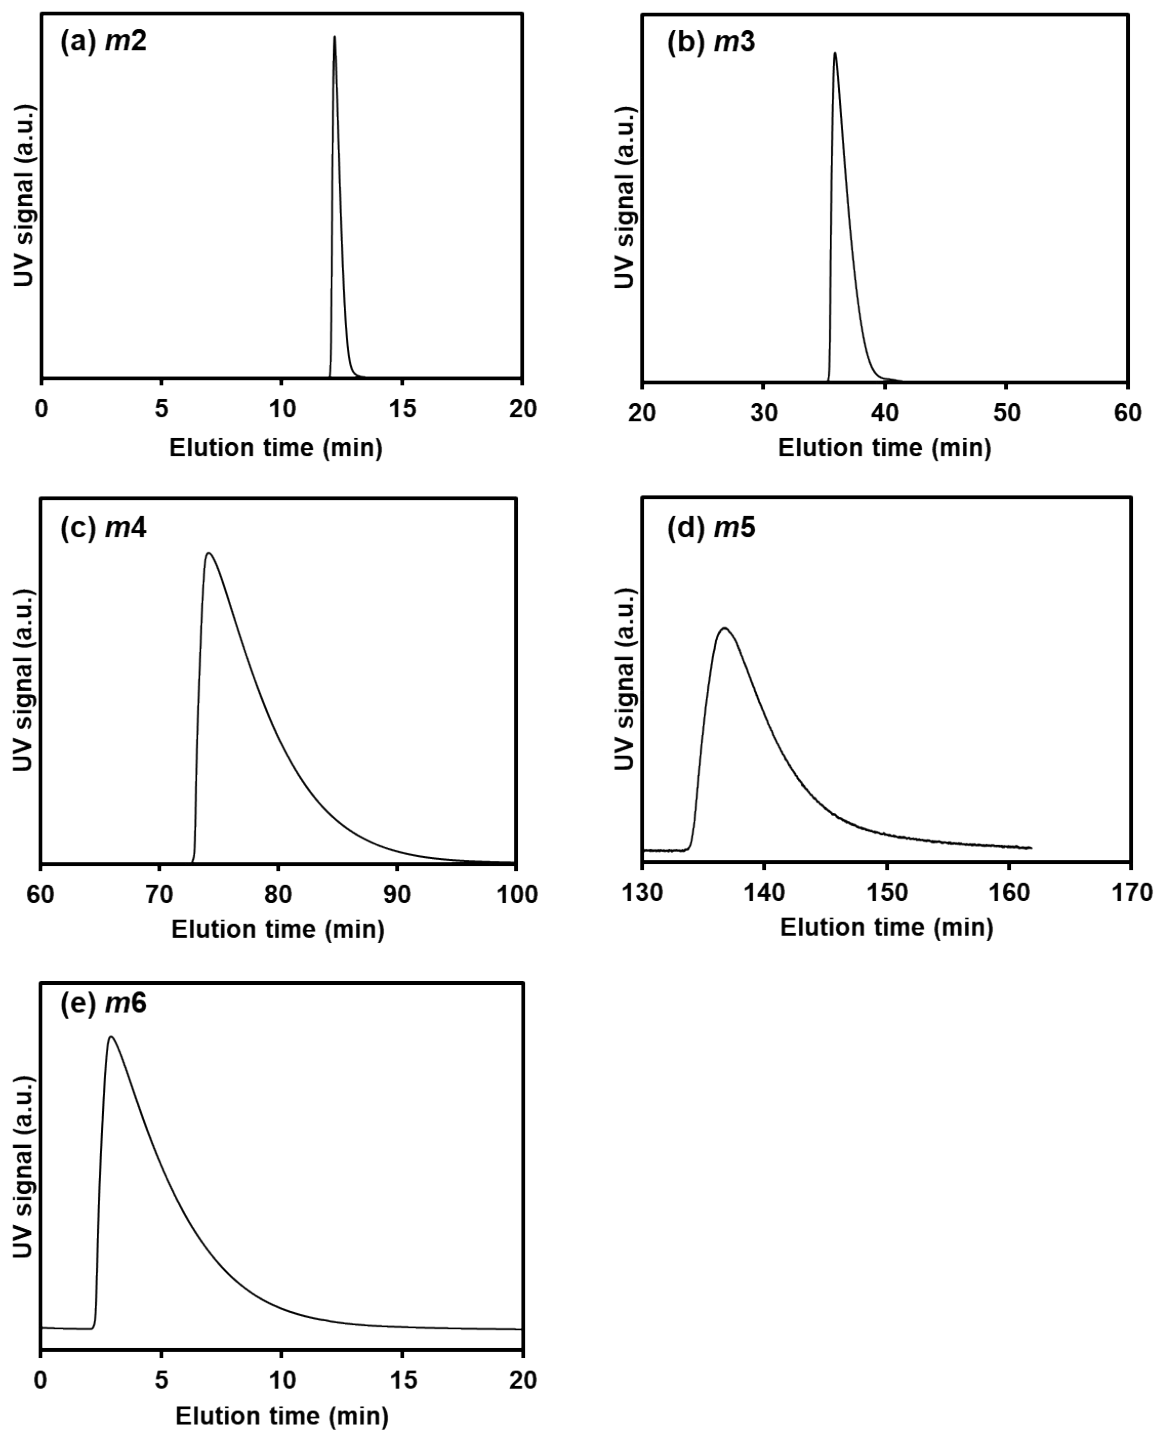 (a) m2
UV signal (a.u.)
0 5 10 15 20
Elution time (min)
(b) m3
UV signal (a.u.)
20 30 40 50 60
Elution time (min)
(c) m4
UV signal (a.u.)
60 70 80 90 100
Elution time (min)
(d) m5
UV signal (a.u.)
130 140 150 160 170
Elution time (min)
(e) m6
UV signal (a.u.)
0 5 10 15 20
Elution time (min)